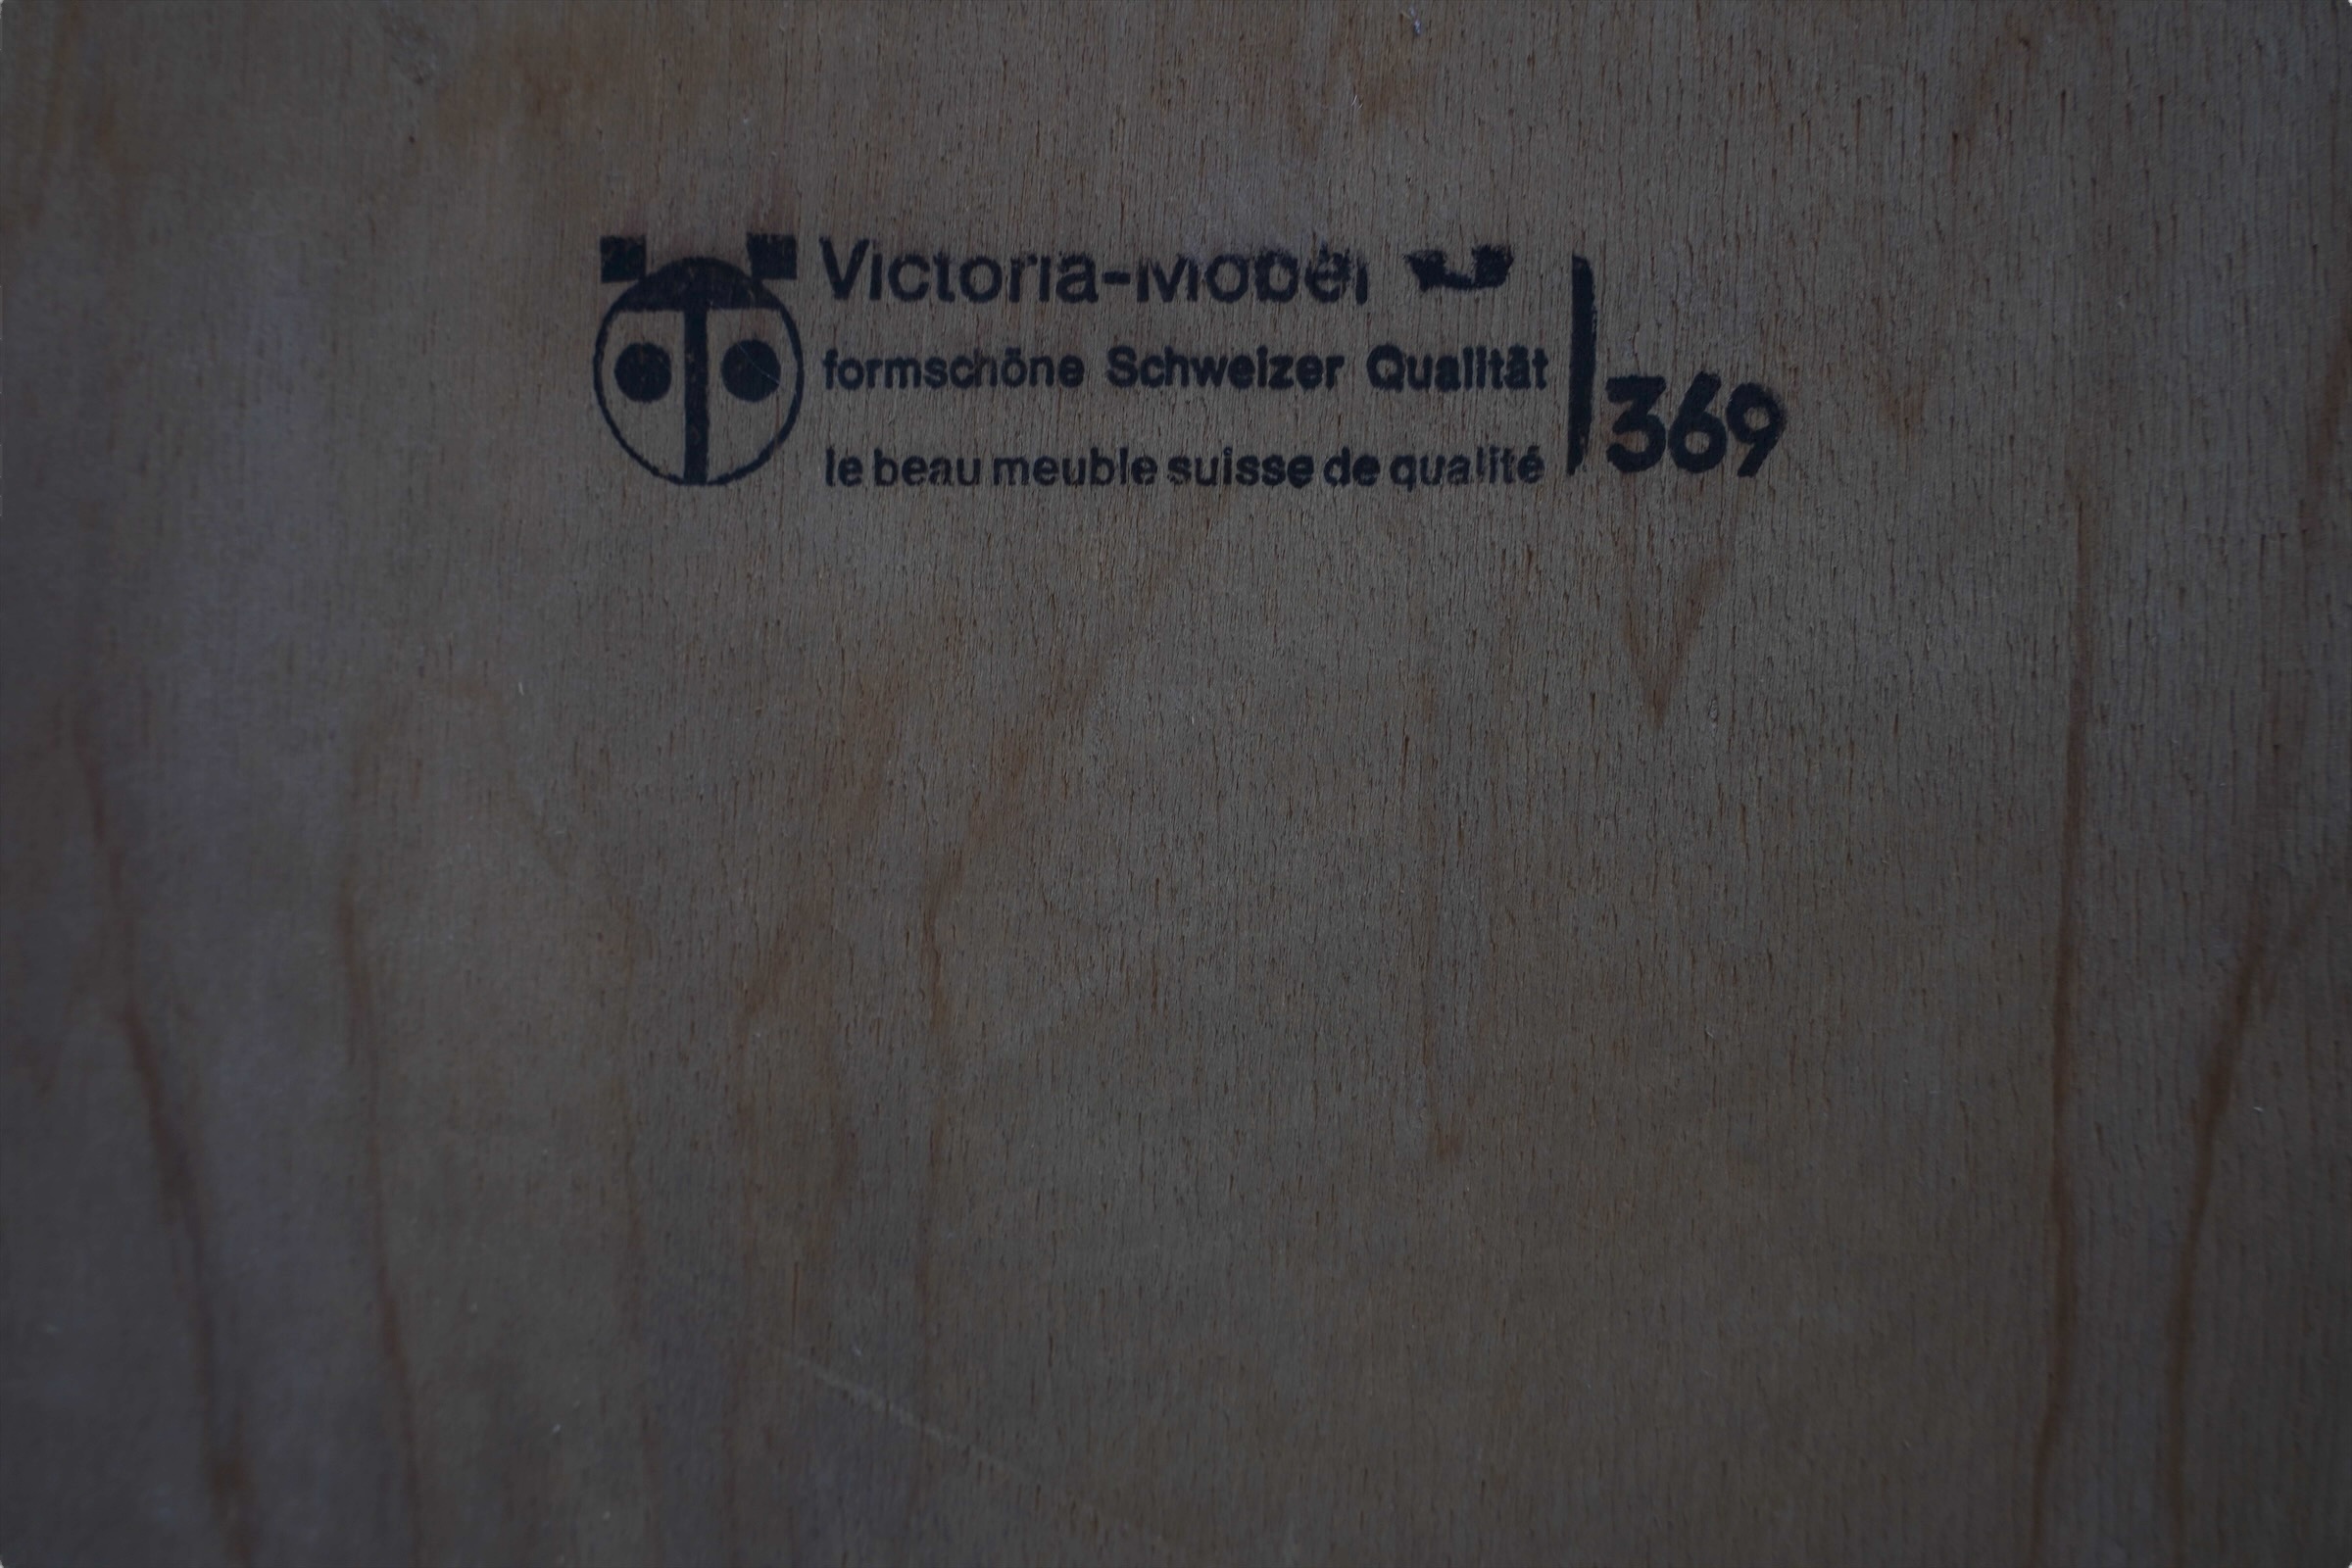 Victoria-Möbel
formschöne Schweizer Qualität
le beau meuble suisse de qualité
369